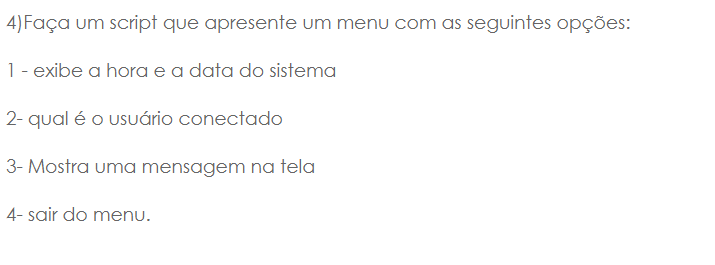 4)Faça um script que apresente um menu com as seguintes opções:
1 - exibe a hora e a data do sistema
2- qual é o usuário conectado
3- Mostra uma mensagem na tela
4- sair do menu.